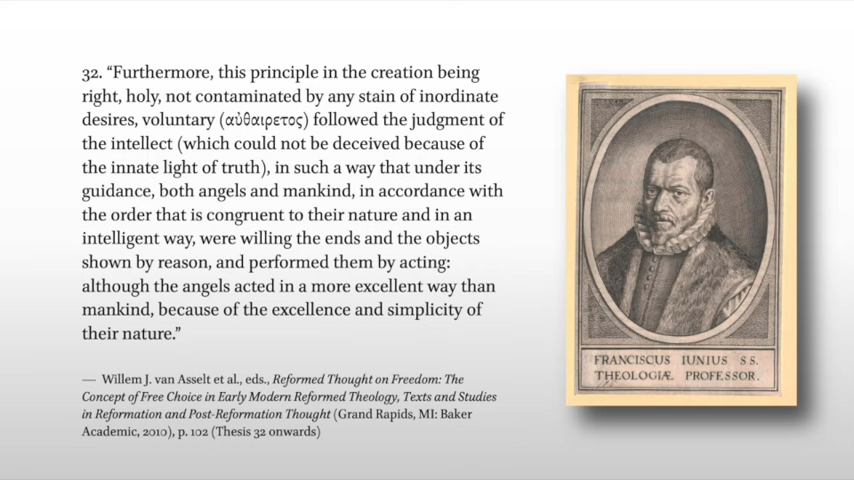 32. “Furthermore, this principle in the creation being
right, holy, not contaminated by any stain of inordinate
desires, voluntary (αὐθαιρετος) followed the judgment of
the intellect (which could not be deceived because of
the innate light of truth), in such a way that under its
guidance, both angels and mankind, in accordance with
the order that is congruent to their nature and in an
intelligent way, were willing the ends and the objects
shown by reason, and performed them by acting:
although the angels acted in a more excellent way than
mankind, because of the excellence and simplicity of
their nature.”
— Willem J. van Asselt et al., eds., Reformed Thought on Freedom: The
Concept of Free Choice in Early Modern Reformed Theology, Texts and Studies
in Reformation and Post-Reformation Thought (Grand Rapids, MI: Baker
Academic, 2010), p. 102 (Thesis 32 onwards)
FRANCISCUS IUNIUS SS.
THEOLOGIÆ PROFESSOR.